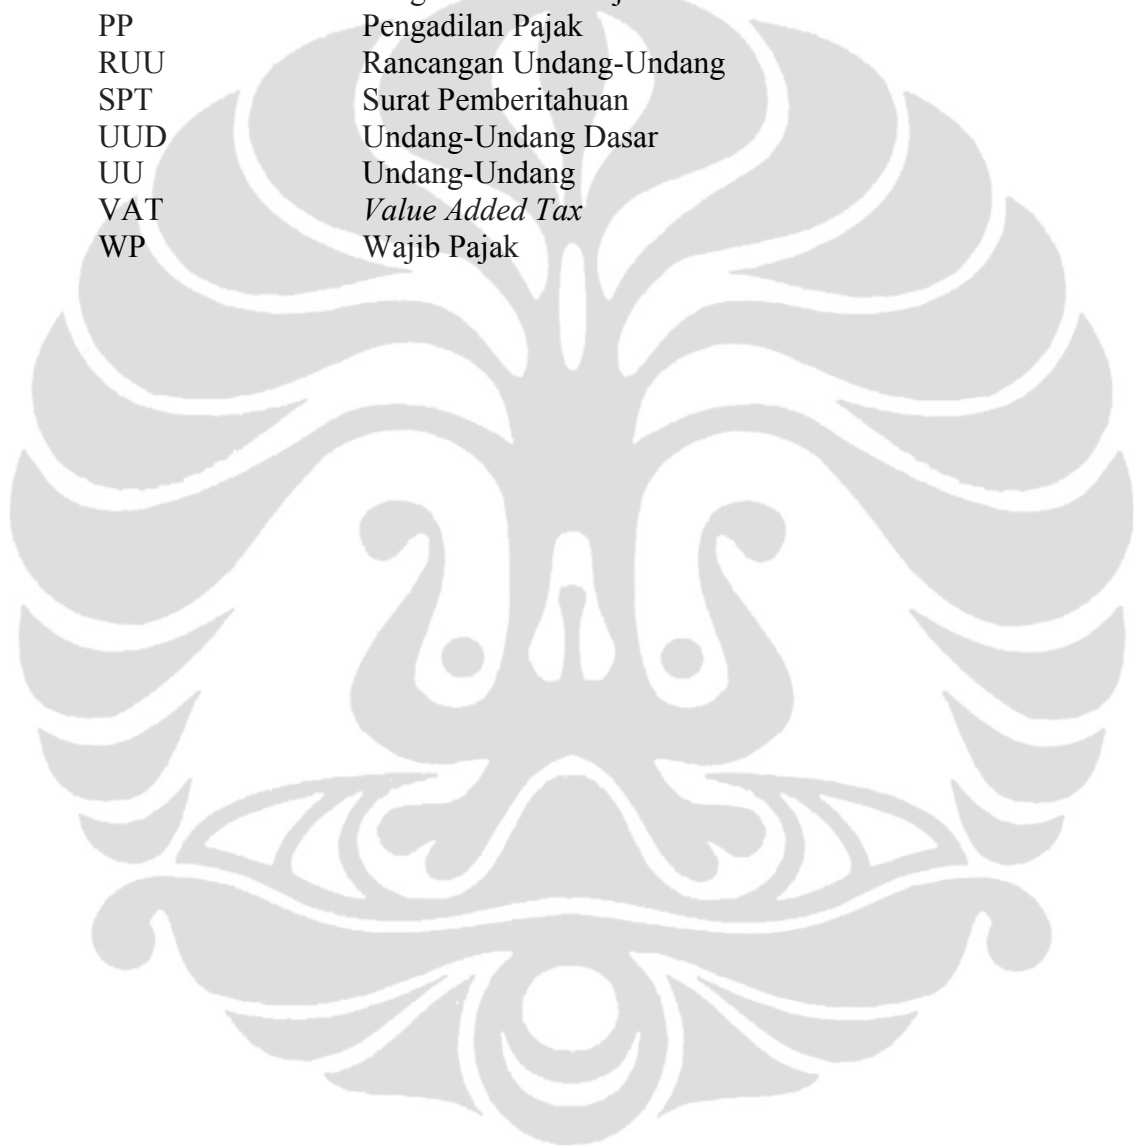 PP Pengadilan Pajak
RUU Rancangan Undang-Undang
SPT Surat Pemberitahuan
UUD Undang-Undang Dasar
UU Undang-Undang
VAT Value Added Tax
WP Wajib Pajak